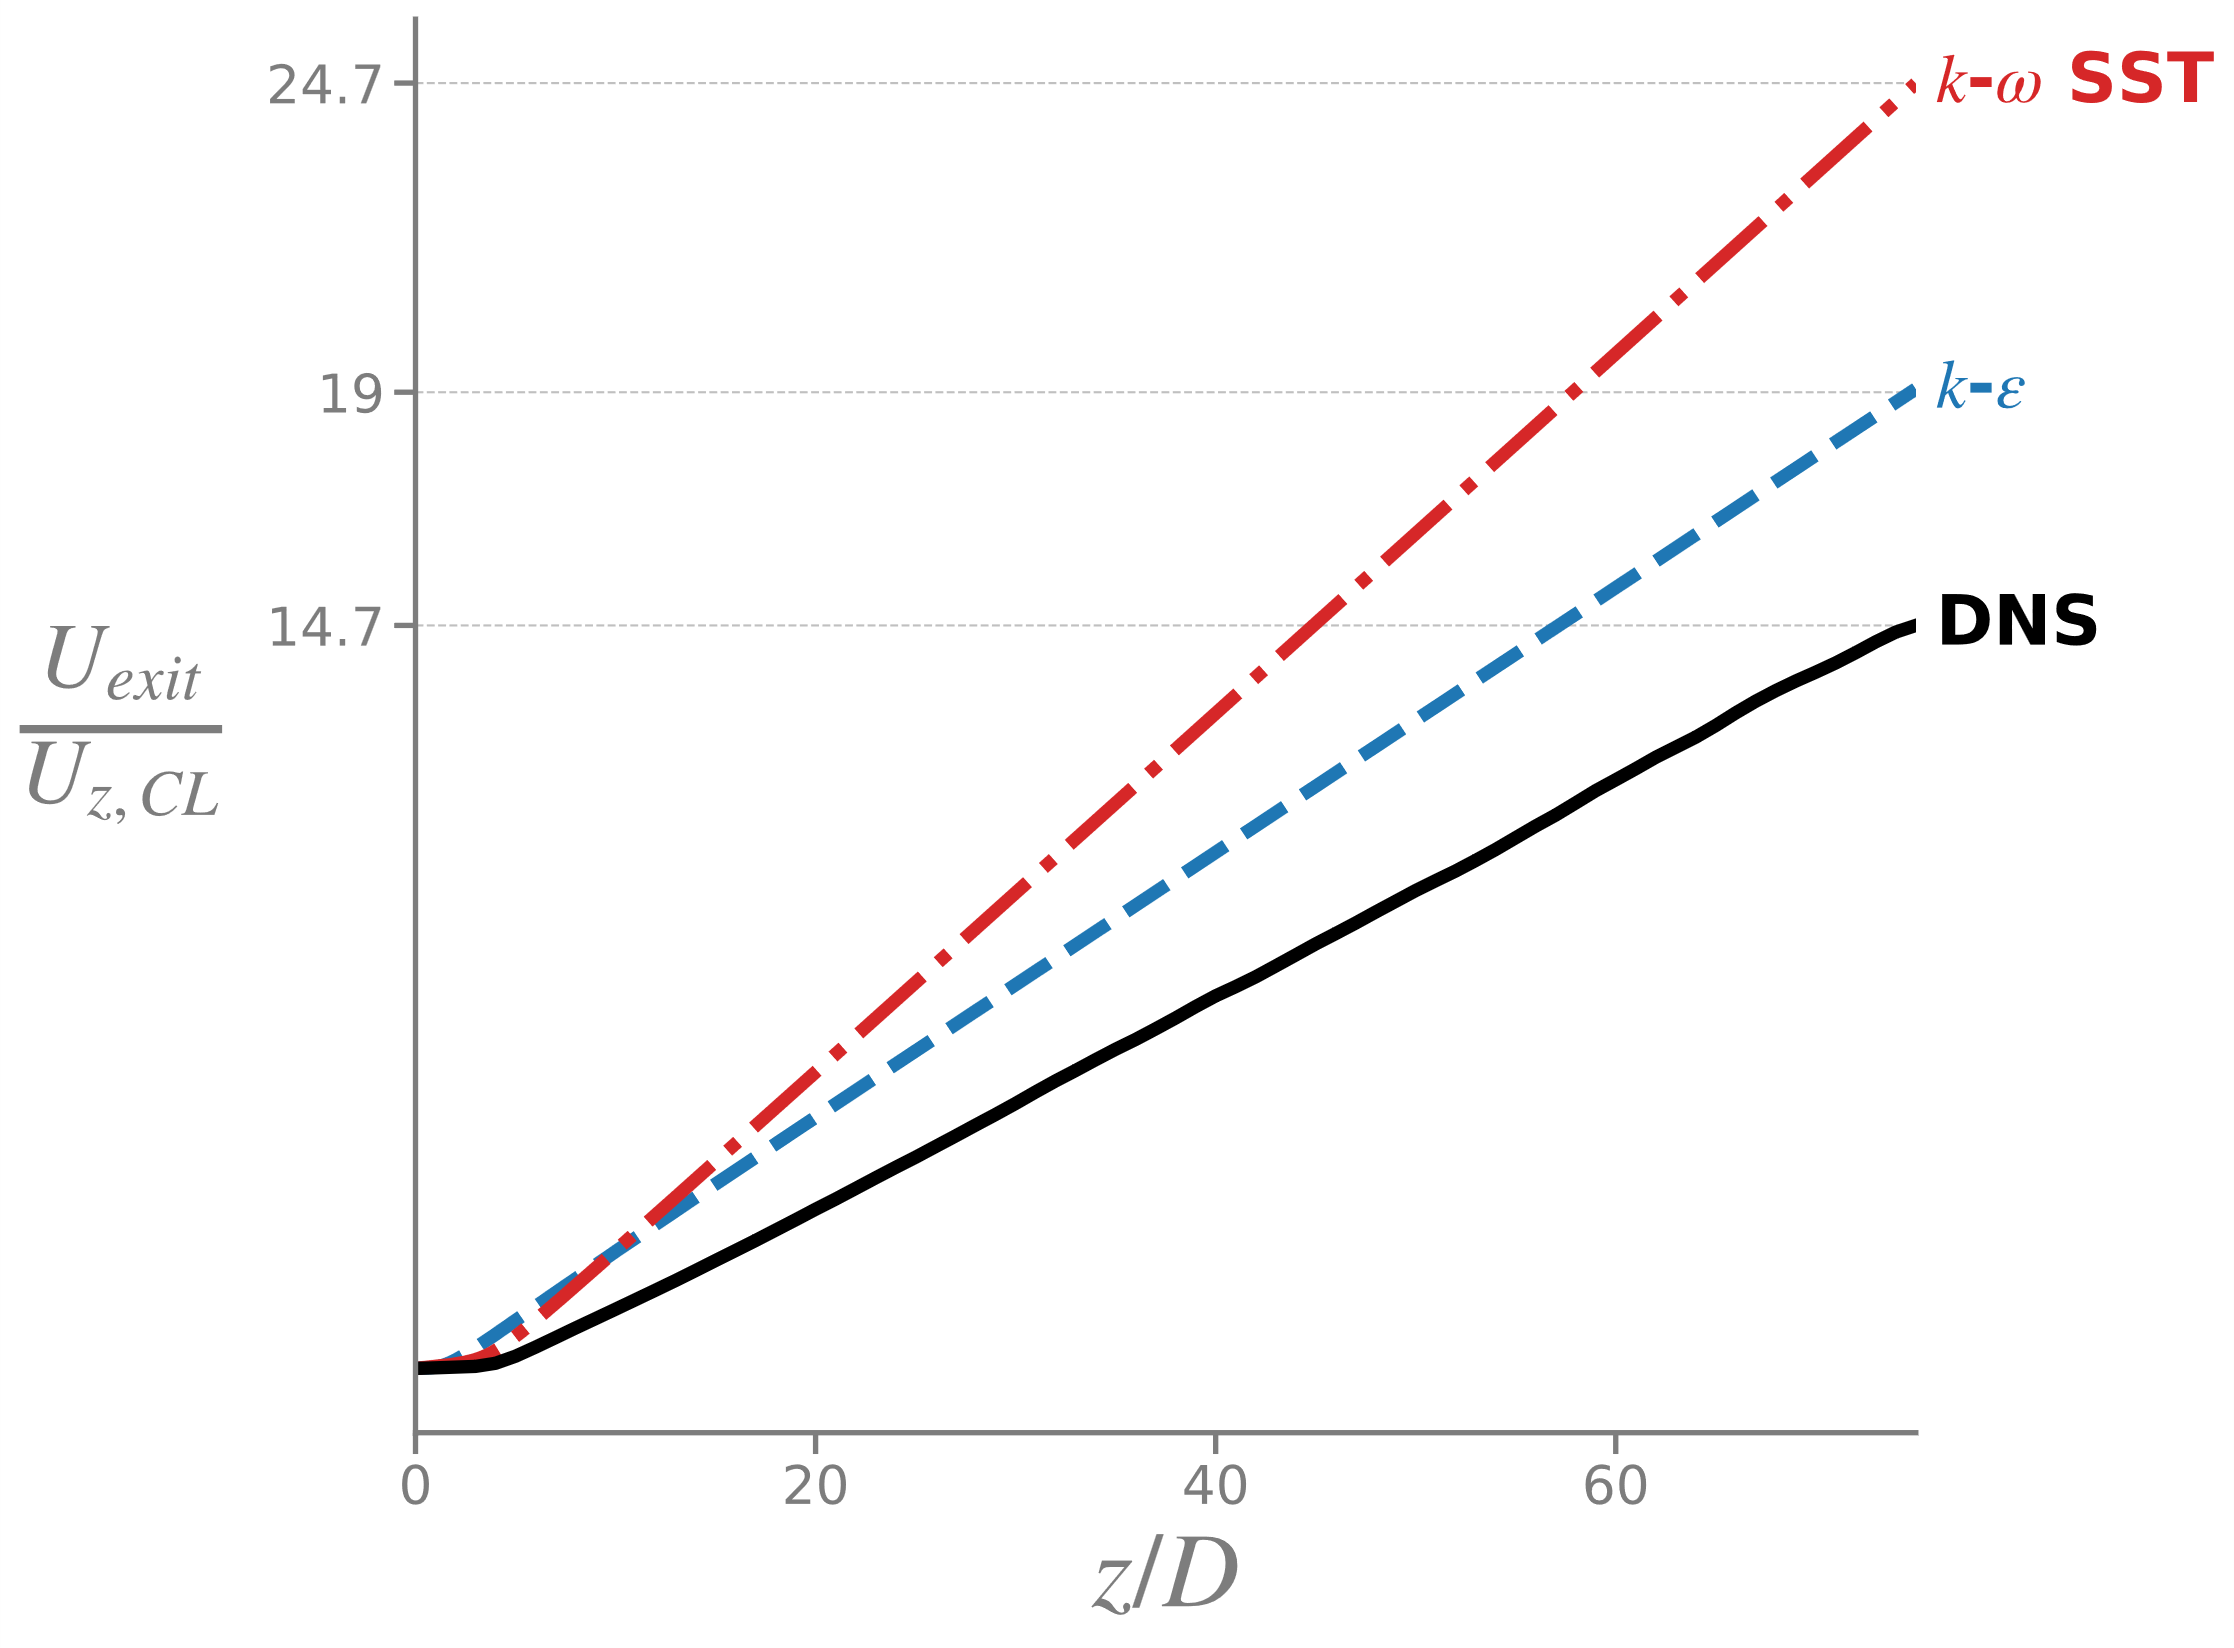 24.7
k-ω SST
19
k-ε
14.7
DNS
U_exit
U_z, CL
0 20 40 60
z/D